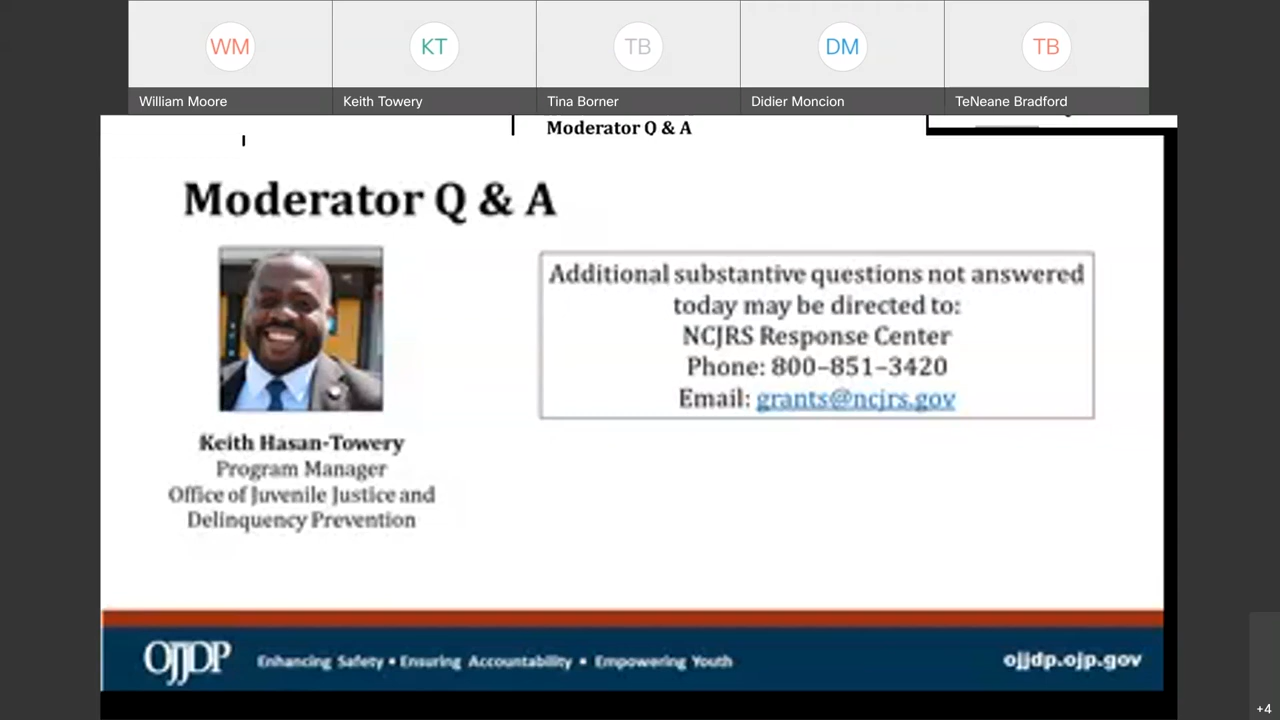 WM
KT
TB
DM
TB
William Moore
Keith Towery
Tina Borner
Didier Moncion
TeNeane Bradford
Moderator Q & A
Moderator Q & A
Additional substantive questions not answered
today may be directed to:
NCJRS Response Center
Phone: 800–851–3420
Email: grants@ncjrs.gov
Keith Hasan-Towery
Program Manager
Office of Juvenile Justice and
Delinquency Prevention
OJJDP
Enhancing Safety • Ensuring Accountability • Empowering Youth
ojjdp.ojp.gov
+4